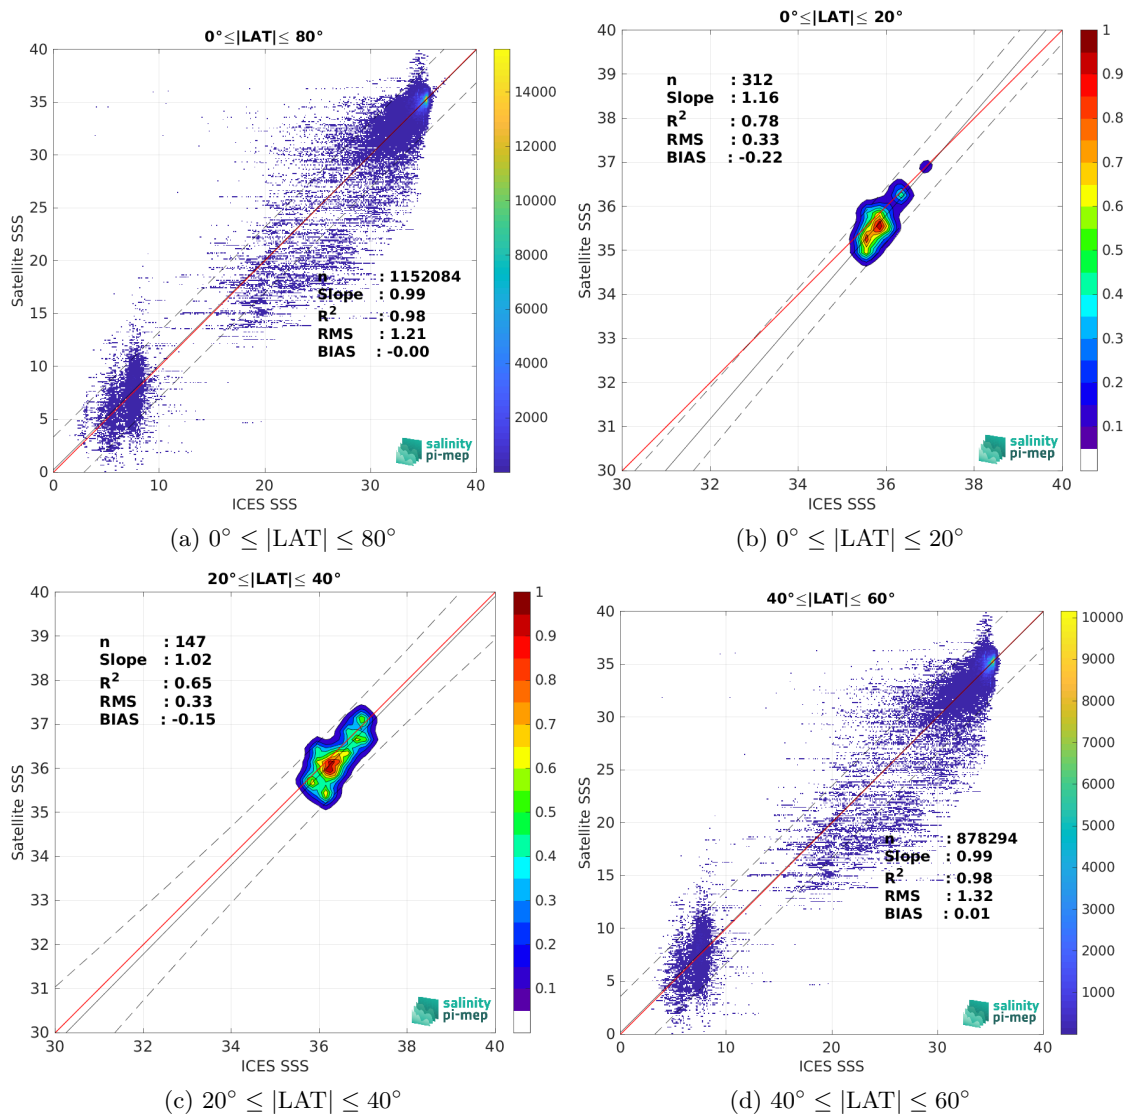 0°≤|LAT|≤ 80°
40
35
30
25
20
15
10
5
0
Satellite SSS
n : 1152084
Slope : 0.99
R² : 0.98
RMS : 1.21
BIAS : -0.00
salinity
pi-mep
0 10 20 30 40
ICES SSS
14000
12000
10000
8000
6000
4000
2000
(a) 0° ≤ |LAT| ≤ 80°
0°≤|LAT|≤ 20°
40
39
38
37
36
35
34
33
32
31
30
Satellite SSS
n : 312
Slope : 1.16
R² : 0.78
RMS : 0.33
BIAS : -0.22
salinity
pi-mep
30 32 34 36 38 40
ICES SSS
1
0.9
0.8
0.7
0.6
0.5
0.4
0.3
0.2
0.1
(b) 0° ≤ |LAT| ≤ 20°
20°≤|LAT|≤ 40°
40
39
38
37
36
35
34
33
32
31
30
Satellite SSS
n : 147
Slope : 1.02
R² : 0.65
RMS : 0.33
BIAS : -0.15
salinity
pi-mep
30 32 34 36 38 40
ICES SSS
1
0.9
0.8
0.7
0.6
0.5
0.4
0.3
0.2
0.1
(c) 20° ≤ |LAT| ≤ 40°
40°≤|LAT|≤ 60°
40
35
30
25
20
15
10
5
0
Satellite SSS
n : 878294
Slope : 0.99
R² : 0.98
RMS : 1.32
BIAS : 0.01
salinity
pi-mep
0 10 20 30 40
ICES SSS
10000
9000
8000
7000
6000
5000
4000
3000
2000
1000
(d) 40° ≤ |LAT| ≤ 60°